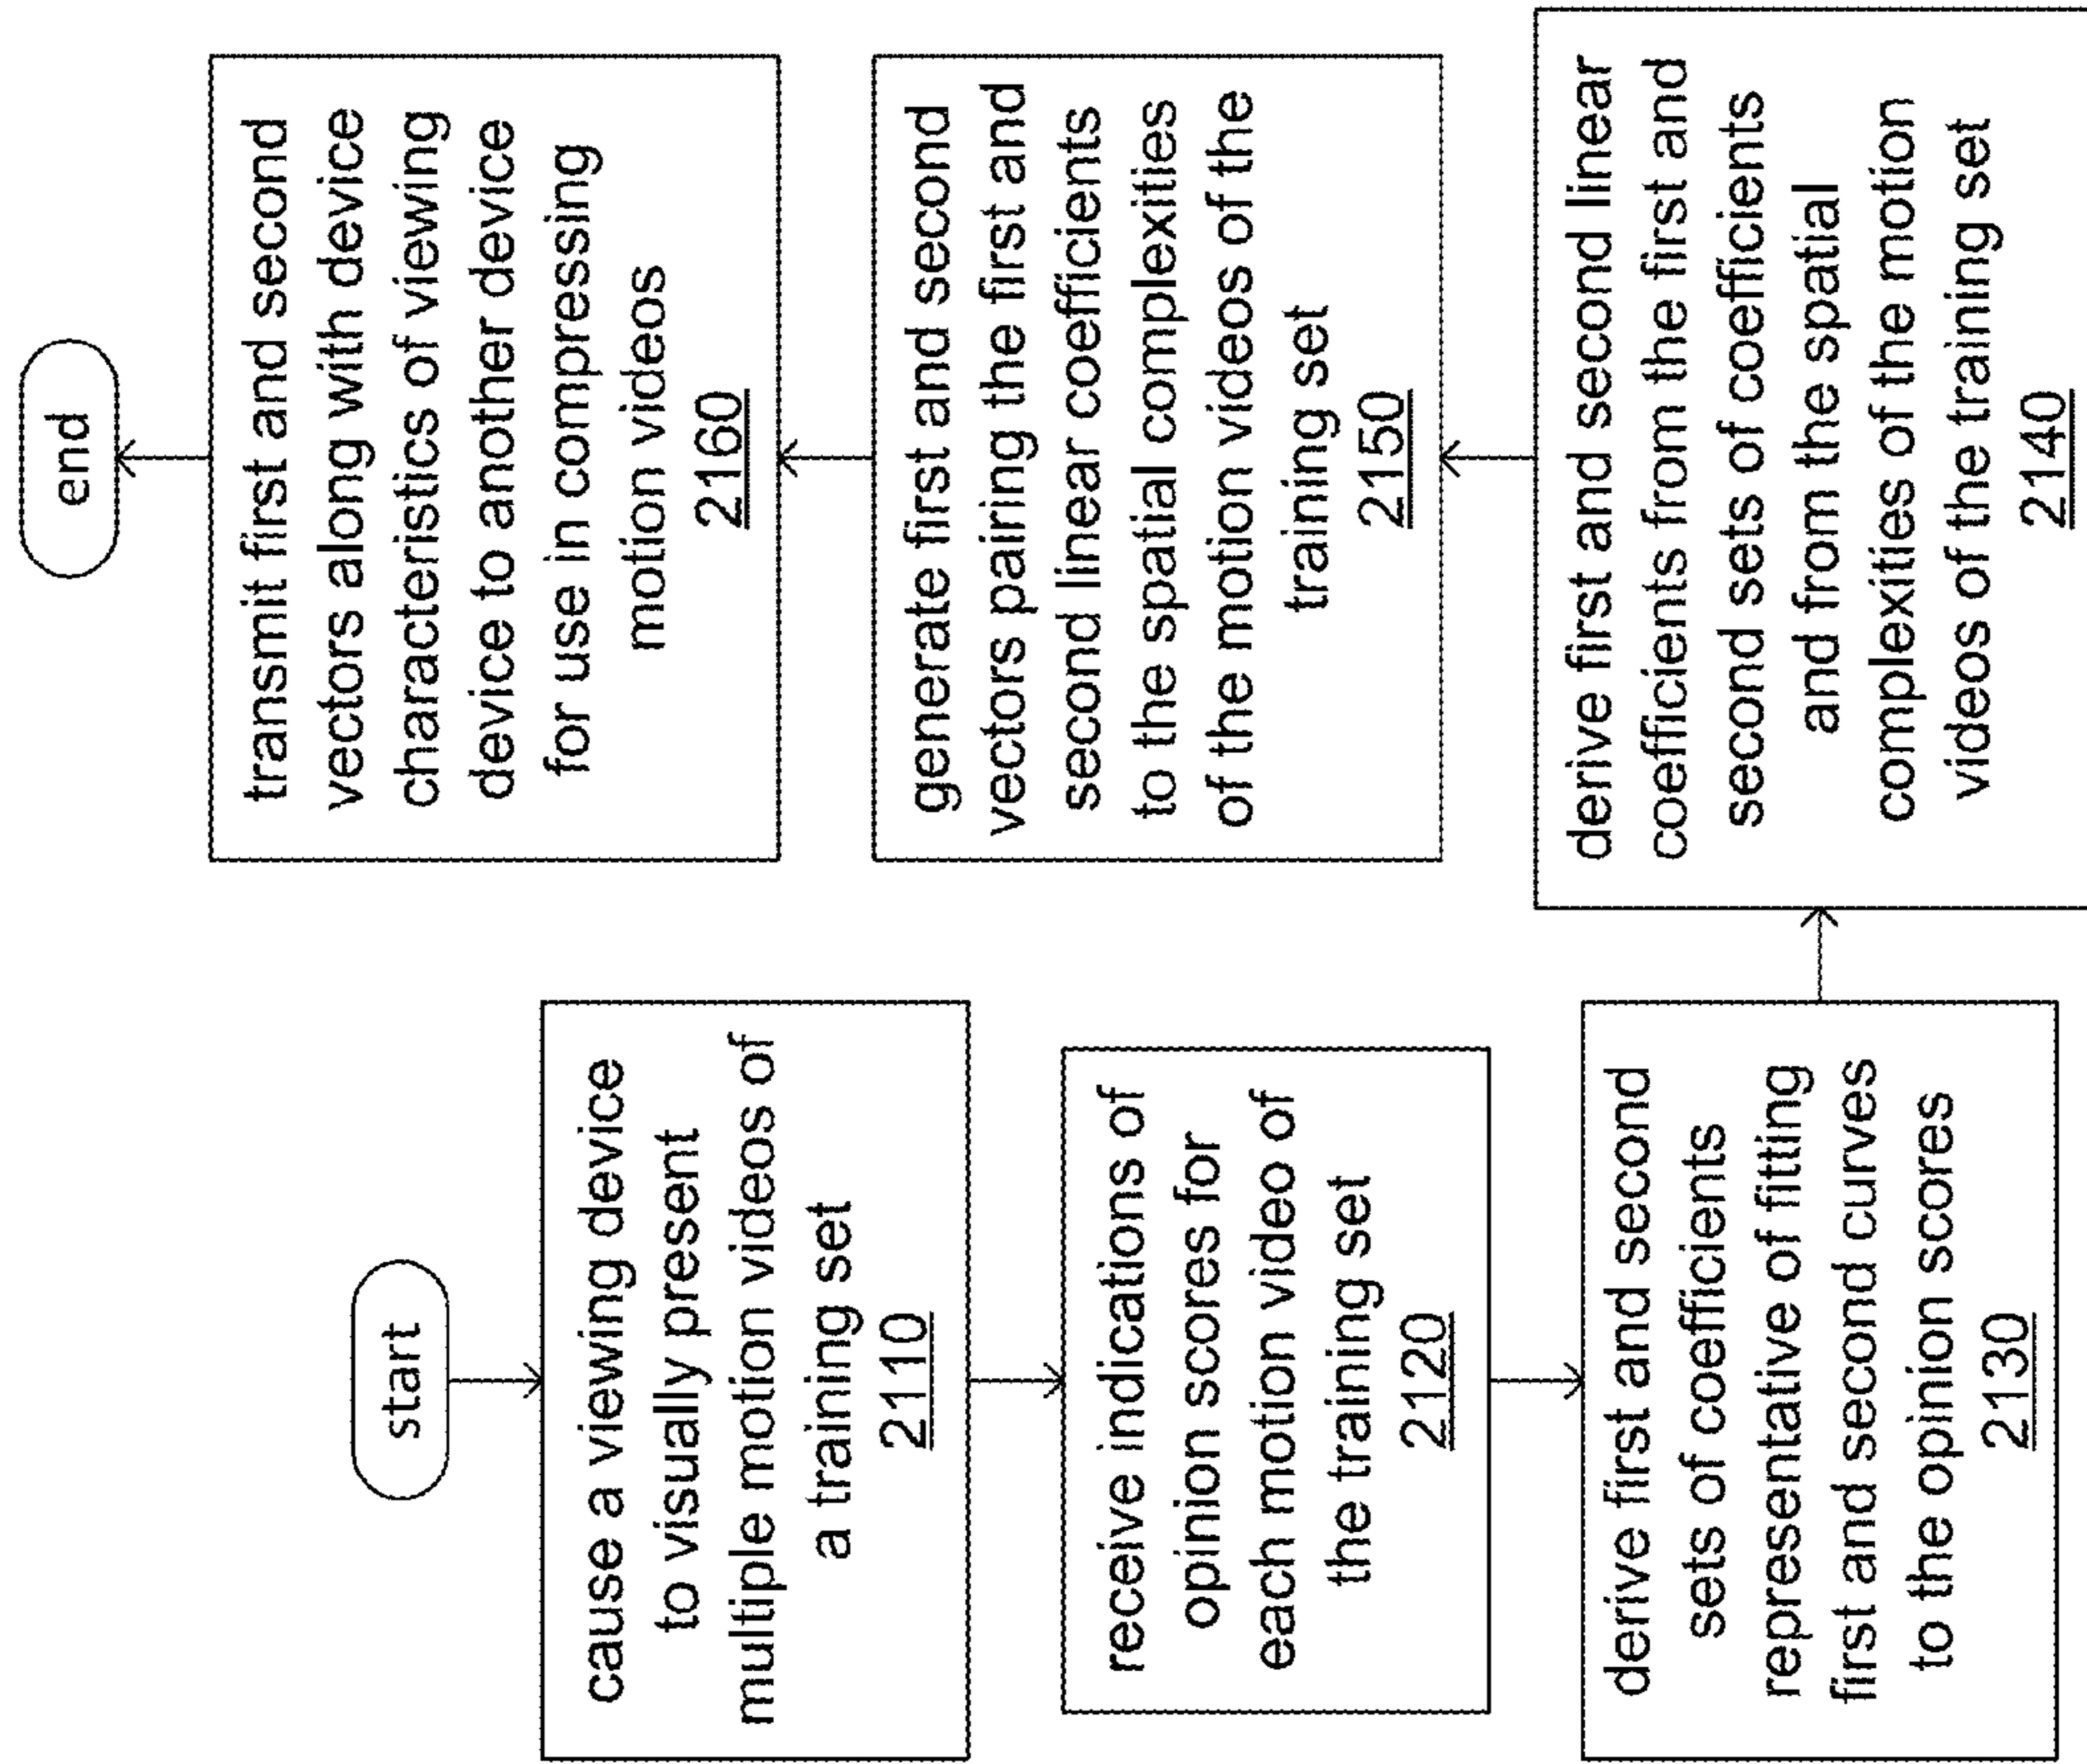 start
cause a viewing device
to visually present
multiple motion videos of
a training set
2110
receive indications of
opinion scores for
each motion video of
the training set
2120
derive first and second
sets of coefficients
representative of fitting
first and second curves
to the opinion scores
2130
derive first and second linear
coefficients from the first and
second sets of coefficients
and from the spatial
complexities of the motion
videos of the training set
2140
generate first and second
vectors pairing the first and
second linear coefficients
to the spatial complexities
of the motion videos of the
training set
2150
transmit first and second
vectors along with device
characteristics of viewing
device to another device
for use in compressing
motion videos
2160
end